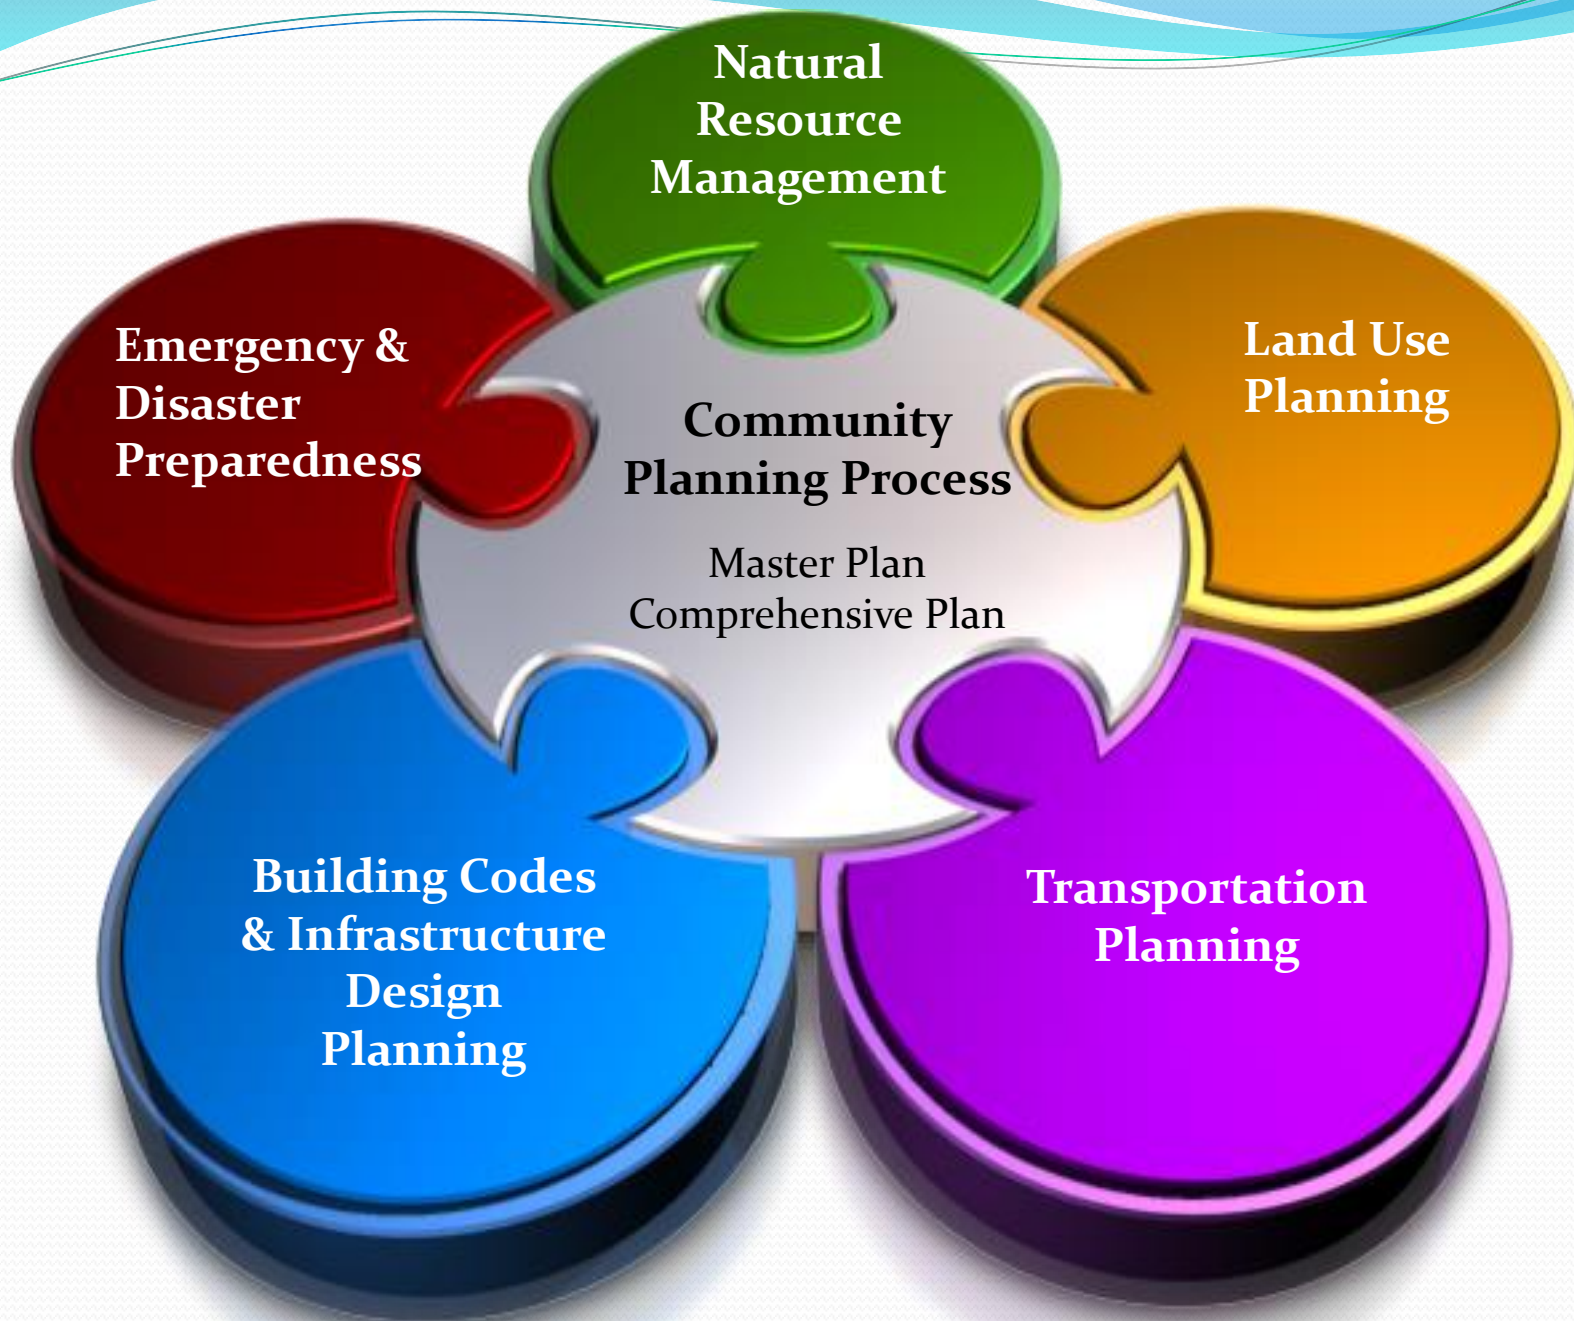 Natural
Resource
Management
Emergency &
Disaster
Preparedness
Land Use
Planning
Community
Planning Process
Master Plan
Comprehensive Plan
Building Codes
& Infrastructure
Design
Planning
Transportation
Planning